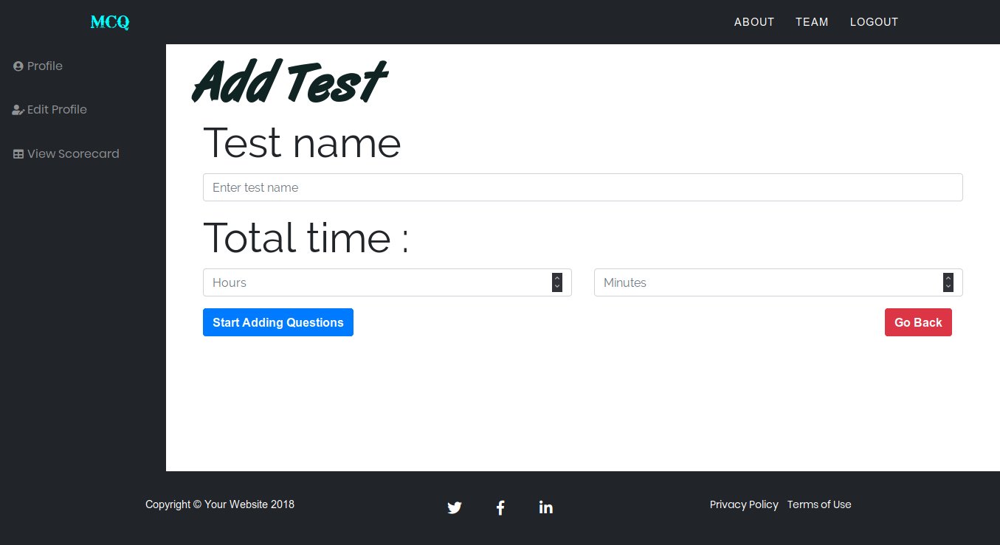 MCQ
ABOUT TEAM LOGOUT
Profile
Edit Profile
View Scorecard
Add Test
Test name
Enter test name
Total time :
Hours
Minutes
Start Adding Questions
Go Back
Copyright © Your Website 2018
Privacy Policy Terms of Use